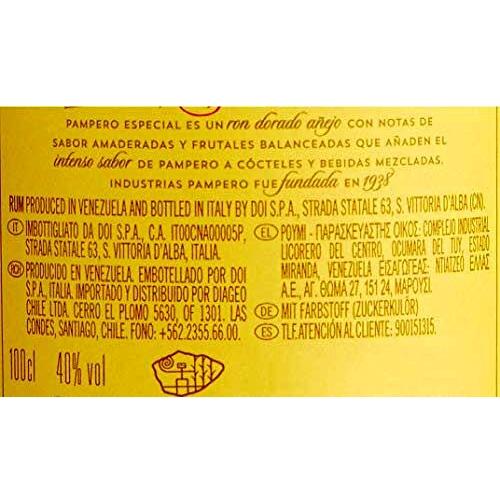 PAMPERO ESPECIAL ES UN ron dorado añejo CON NOTAS DE
SABOR AMADERADAS Y FRUTALES BALANCEADAS QUE AÑADEN EL
intenso sabor DE PAMPERO A CÓCTELES Y BEBIDAS MEZCLADAS.
INDUSTRIAS PAMPERO FUE fundada EN 1938
RUM PRODUCED IN VENEZUELA AND BOTTLED IN ITALY BY DOI S.P.A., STRADA STATALE 63, S. VITTORIA D'ALBA (CN).
IT IMBOTTIGLIATO DA DOI S.P.A., C.A. IT00CNA00005P,
STRADA STATALE 63, S. VITTORIA D'ALBA, ITALIA.
ROU PRODUCIDO EN VENEZUELA. EMBOTELLADO POR DOI
S.P.A., ITALIA. IMPORTADO Y DISTRIBUIDO POR DIAGEO
CHILE LTDA. CERRO EL PLOMO 5630, OF 1301. LAS
CONDES, SANTIAGO, CHILE. FONO: +562.2355.66.00.
EL ΡΟΥΜΙ - ΠΑΡΑΣΚΕΥΑΣΤΗΣ ΟΙΚΟΣ: COMPLEJO INDUSTRIAL
LICORERO DEL CENTRO, OCUMARA DEL TUY, ESTADO
MIRANDA, VENEZUELA ΕΙΣΑΓΩΓΕΑΣ: ΝΤΙΑΤΖΕΟ ΕΛΛΑΣ
Α.Ε., ΑΓ. ΘΩΜΑ 27, 151 24, ΜΑΡΟΥΣΙ.
DE MIT FARBSTOFF (ZUCKERKULÖR)
ES TLF.ATENCIÓN AL CLIENTE: 900151315.
100cl 40% vol